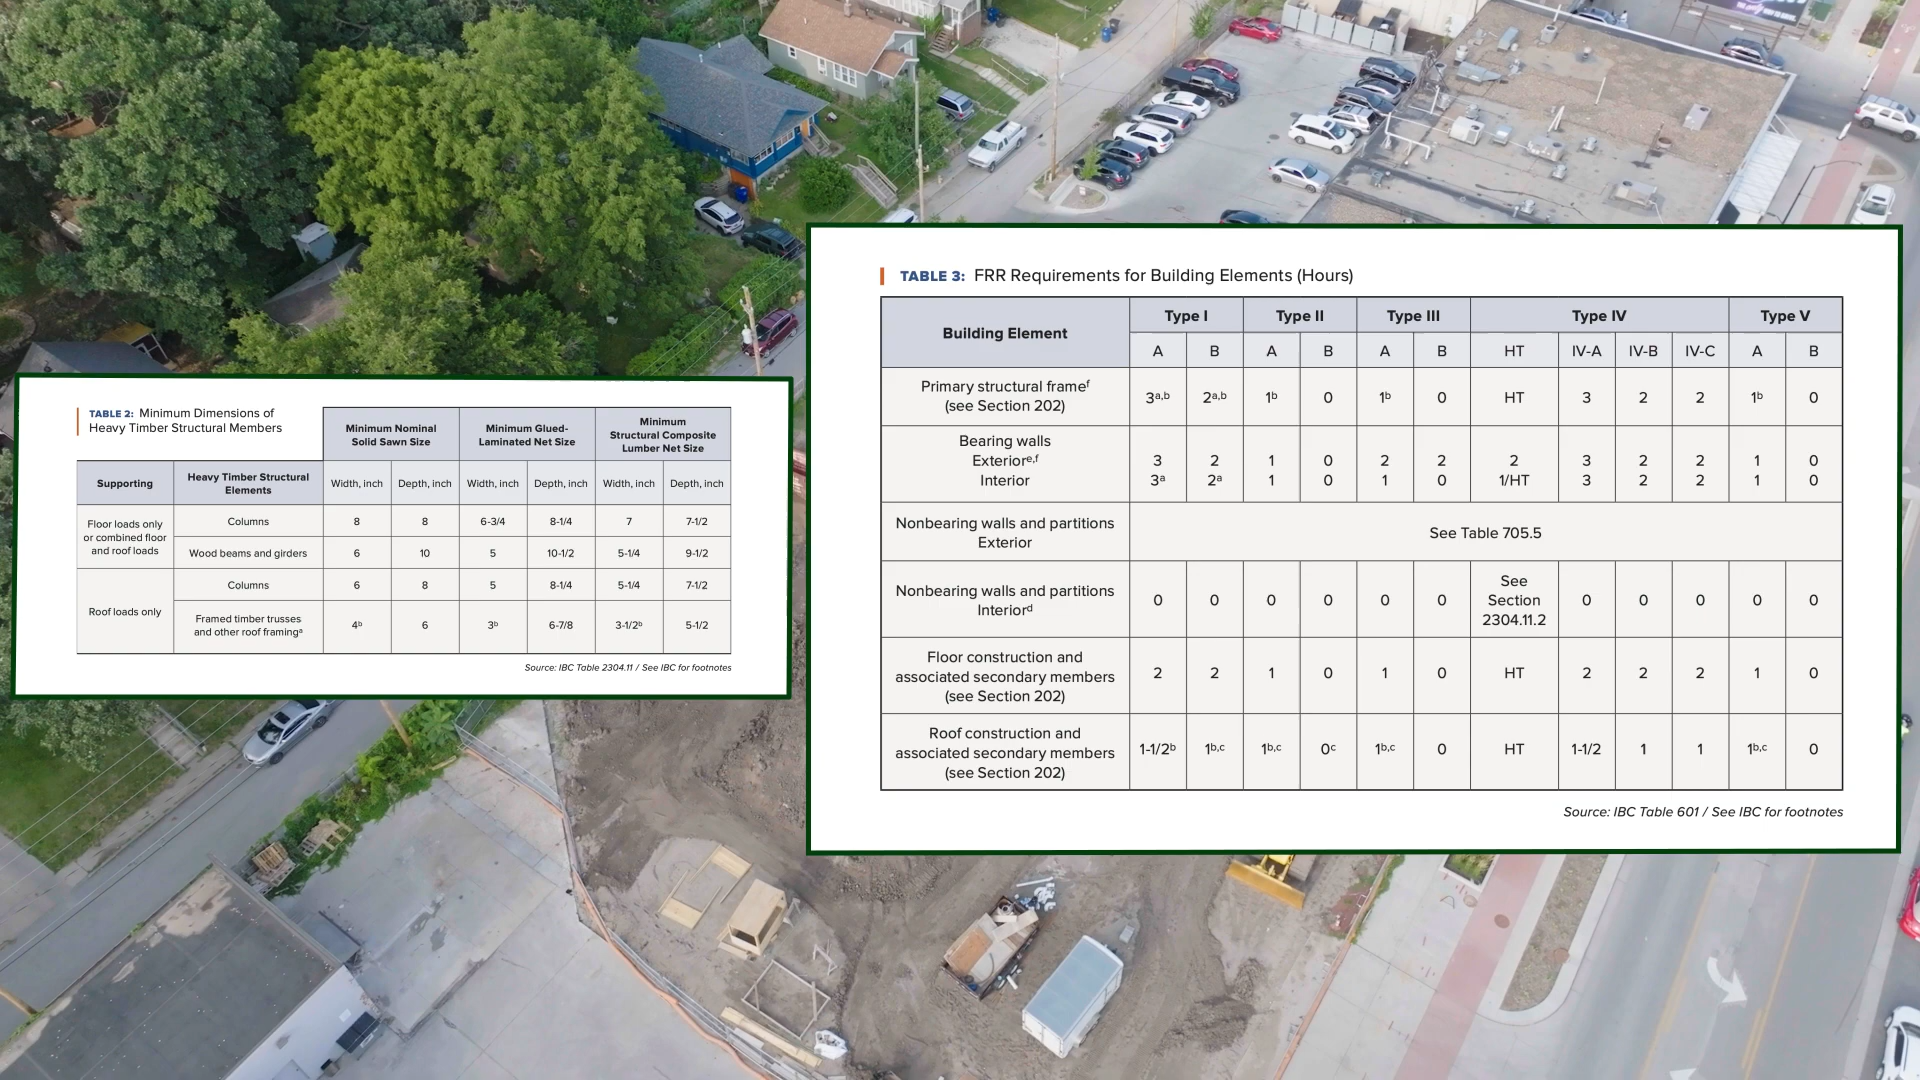 TABLE 2: Minimum Dimensions of
Heavy Timber Structural Members
Minimum Nominal
Solid Sawn Size
Minimum Glued-
Laminated Net Size
Minimum
Structural Composite
Lumber Net Size
Supporting
Heavy Timber Structural
Elements
Width, inch Depth, inch Width, inch Depth, inch Width, inch Depth, inch
Floor loads only
or combined floor
and roof loads
Columns 8 8 6-3/4 8-1/4 7 7-1/2
Wood beams and girders 6 10 5 10-1/2 5-1/4 9-1/2
Roof loads only
Columns 6 8 5 8-1/4 5-1/4 7-1/2
Framed timber trusses
and other roof framingᵃ
4ᵇ 6 3ᵇ 6-7/8 3-1/2ᵇ 5-1/2
Source: IBC Table 2304.11 / See IBC for footnotes
TABLE 3: FRR Requirements for Building Elements (Hours)
Building Element
Type I Type II Type III Type IV Type V
A B A B A B HT IV-A IV-B IV-C A B
Primary structural frameᶠ
(see Section 202)
3ᵃ,ᵇ 2ᵃ,ᵇ 1ᵇ 0 1ᵇ 0 HT 3 2 2 1ᵇ 0
Bearing walls
Exteriorᵉ,ᶠ 3 2 1 0 2 2 2 3 2 2 1 0
Interior 3ᵃ 2ᵃ 1 0 1 0 1/HT 3 2 2 1 0
Nonbearing walls and partitions
Exterior
See Table 705.5
Nonbearing walls and partitions
Interiorᵈ
0 0 0 0 0 0
See
Section
2304.11.2
0 0 0 0 0
Floor construction and
associated secondary members
(see Section 202)
2 2 1 0 1 0 HT 2 2 2 1 0
Roof construction and
associated secondary members
(see Section 202)
1-1/2ᵇ 1ᵇ,ᶜ 1ᵇ,ᶜ 0ᶜ 1ᵇ,ᶜ 0 HT 1-1/2 1 1 1ᵇ,ᶜ 0
Source: IBC Table 601 / See IBC for footnotes